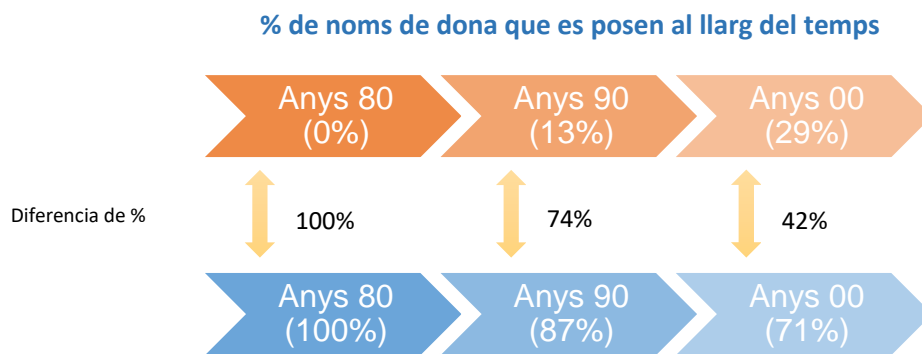 % de noms de dona que es posen al llarg del temps
Anys 80
(0%)
Anys 90
(13%)
Anys 00
(29%)
Diferencia de %
100%
74%
42%
Anys 80
(100%)
Anys 90
(87%)
Anys 00
(71%)